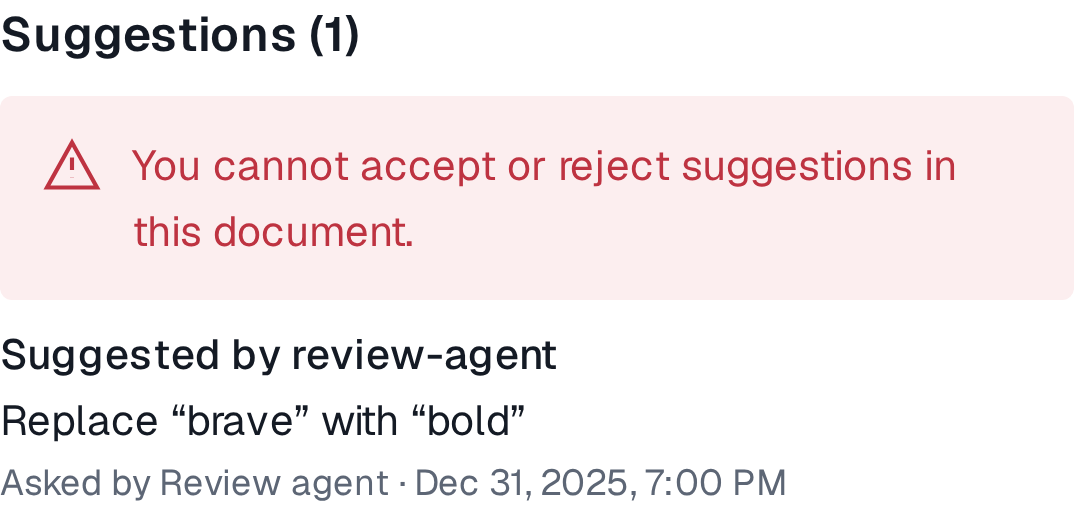 Suggestions (1)
You cannot accept or reject suggestions in
this document.
Suggested by review-agent
Replace “brave” with “bold”
Asked by Review agent · Dec 31, 2025, 7:00 PM